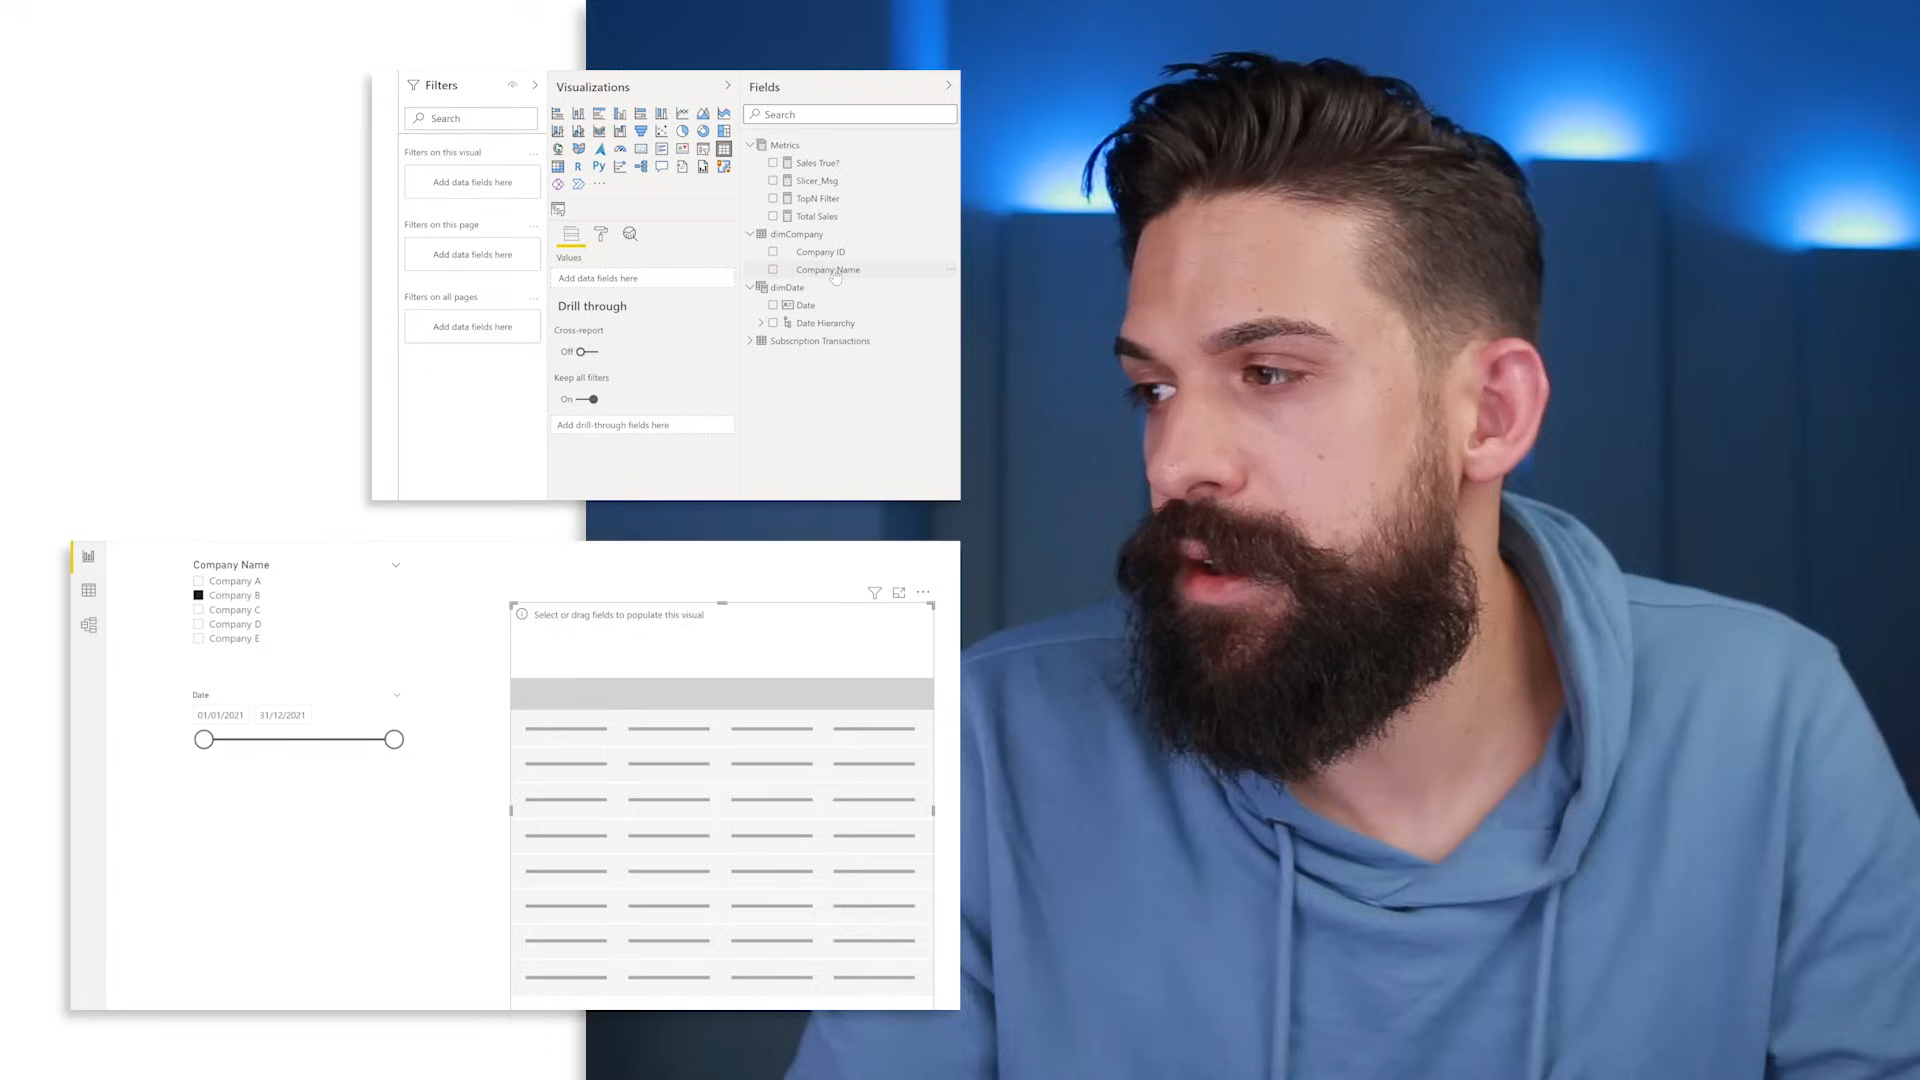 Filters
Search
Filters on this visual
...
Add data fields here
Filters on this page
...
Add data fields here
Filters on all pages
...
Add data fields here
Visualizations
R
Py
...
Values
Add data fields here
Drill through
Cross-report
Off
Keep all filters
On
Add drill-through fields here
Fields
Search
Metrics
Sales True?
Slicer_Msg
TopN Filter
Total Sales
dimCompany
Company ID
Company Name
...
dimDate
Date
Date Hierarchy
Subscription Transactions
Company Name
Company A
Company B
Company C
Company D
Company E
Date
01/01/2021 31/12/2021
...
Select or drag fields to populate this visual